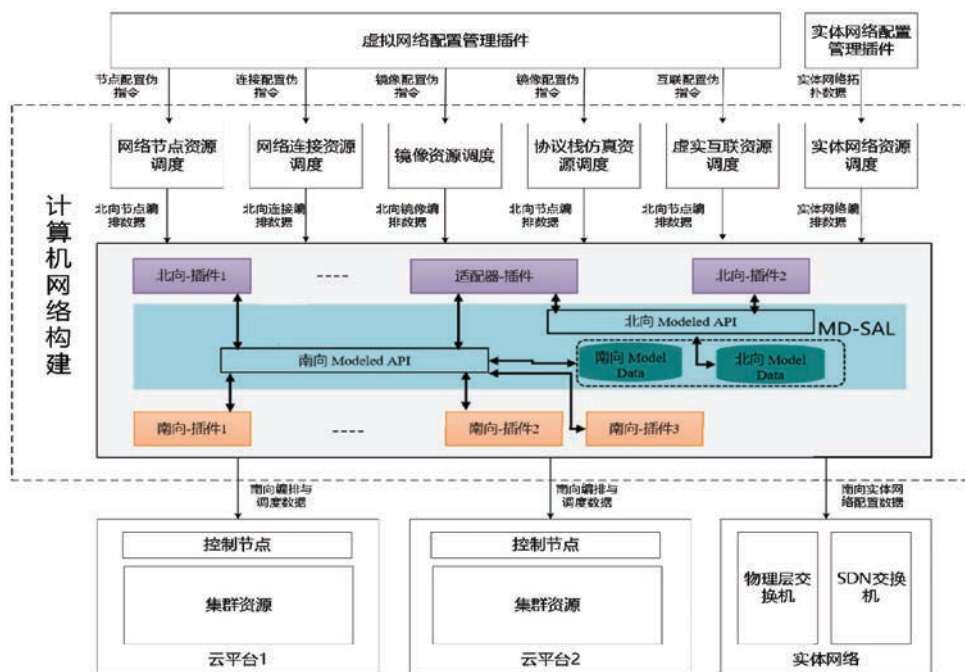 虚拟网络配置管理插件
实体网络配置
管理插件
节点配置伪
指令
连接配置伪
指令
镜像配置伪
指令
镜像配置伪
指令
互联配置伪
指令
实体网络拓
扑数据
网络节点资源
调度
网络连接资源
调度
镜像资源调度
协议栈仿真资
源调度
虚实互联资源
调度
实体网络资源
调度
北向节点编
排数据
北向连接编
排数据
北向镜像编
排数据
北向节点编
排数据
北向节点编
排数据
实体网络编
排数据
计算机网络构建
北向-插件1
----
适配器-插件
北向-插件2
北向 Modeled API
MD-SAL
南向 Modeled API
南向 Model
Data
北向 Model
Data
南向-插件1
----
南向-插件2
南向-插件3
南向编排与
调度数据
南向编排与
调度数据
南向实体网
络配置数据
控制节点
集群资源
云平台1
控制节点
集群资源
云平台2
物理层交
换机
SDN交换
机
实体网络